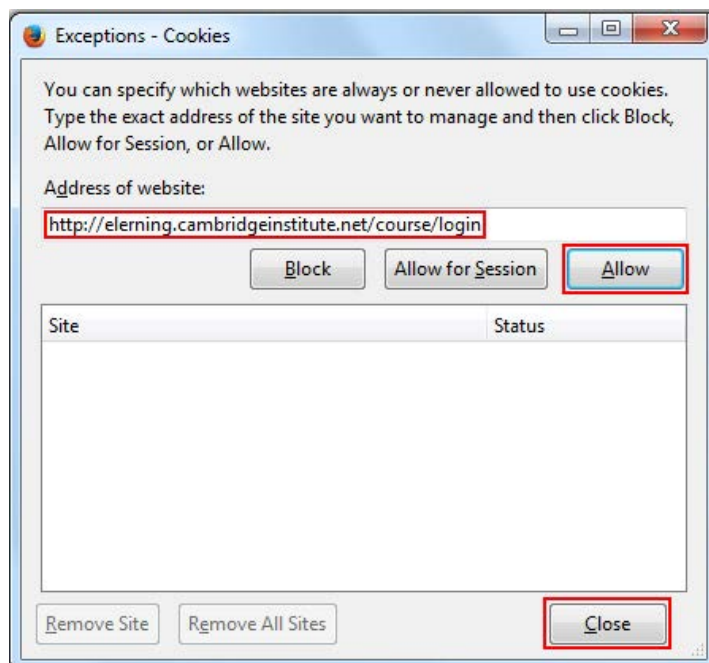 Exceptions - Cookies
You can specify which websites are always or never allowed to use cookies.
Type the exact address of the site you want to manage and then click Block,
Allow for Session, or Allow.
Address of website:
http://elerning.cambridgeinstitute.net/course/login
Block Allow for Session Allow
Site Status
Remove Site Remove All Sites Close